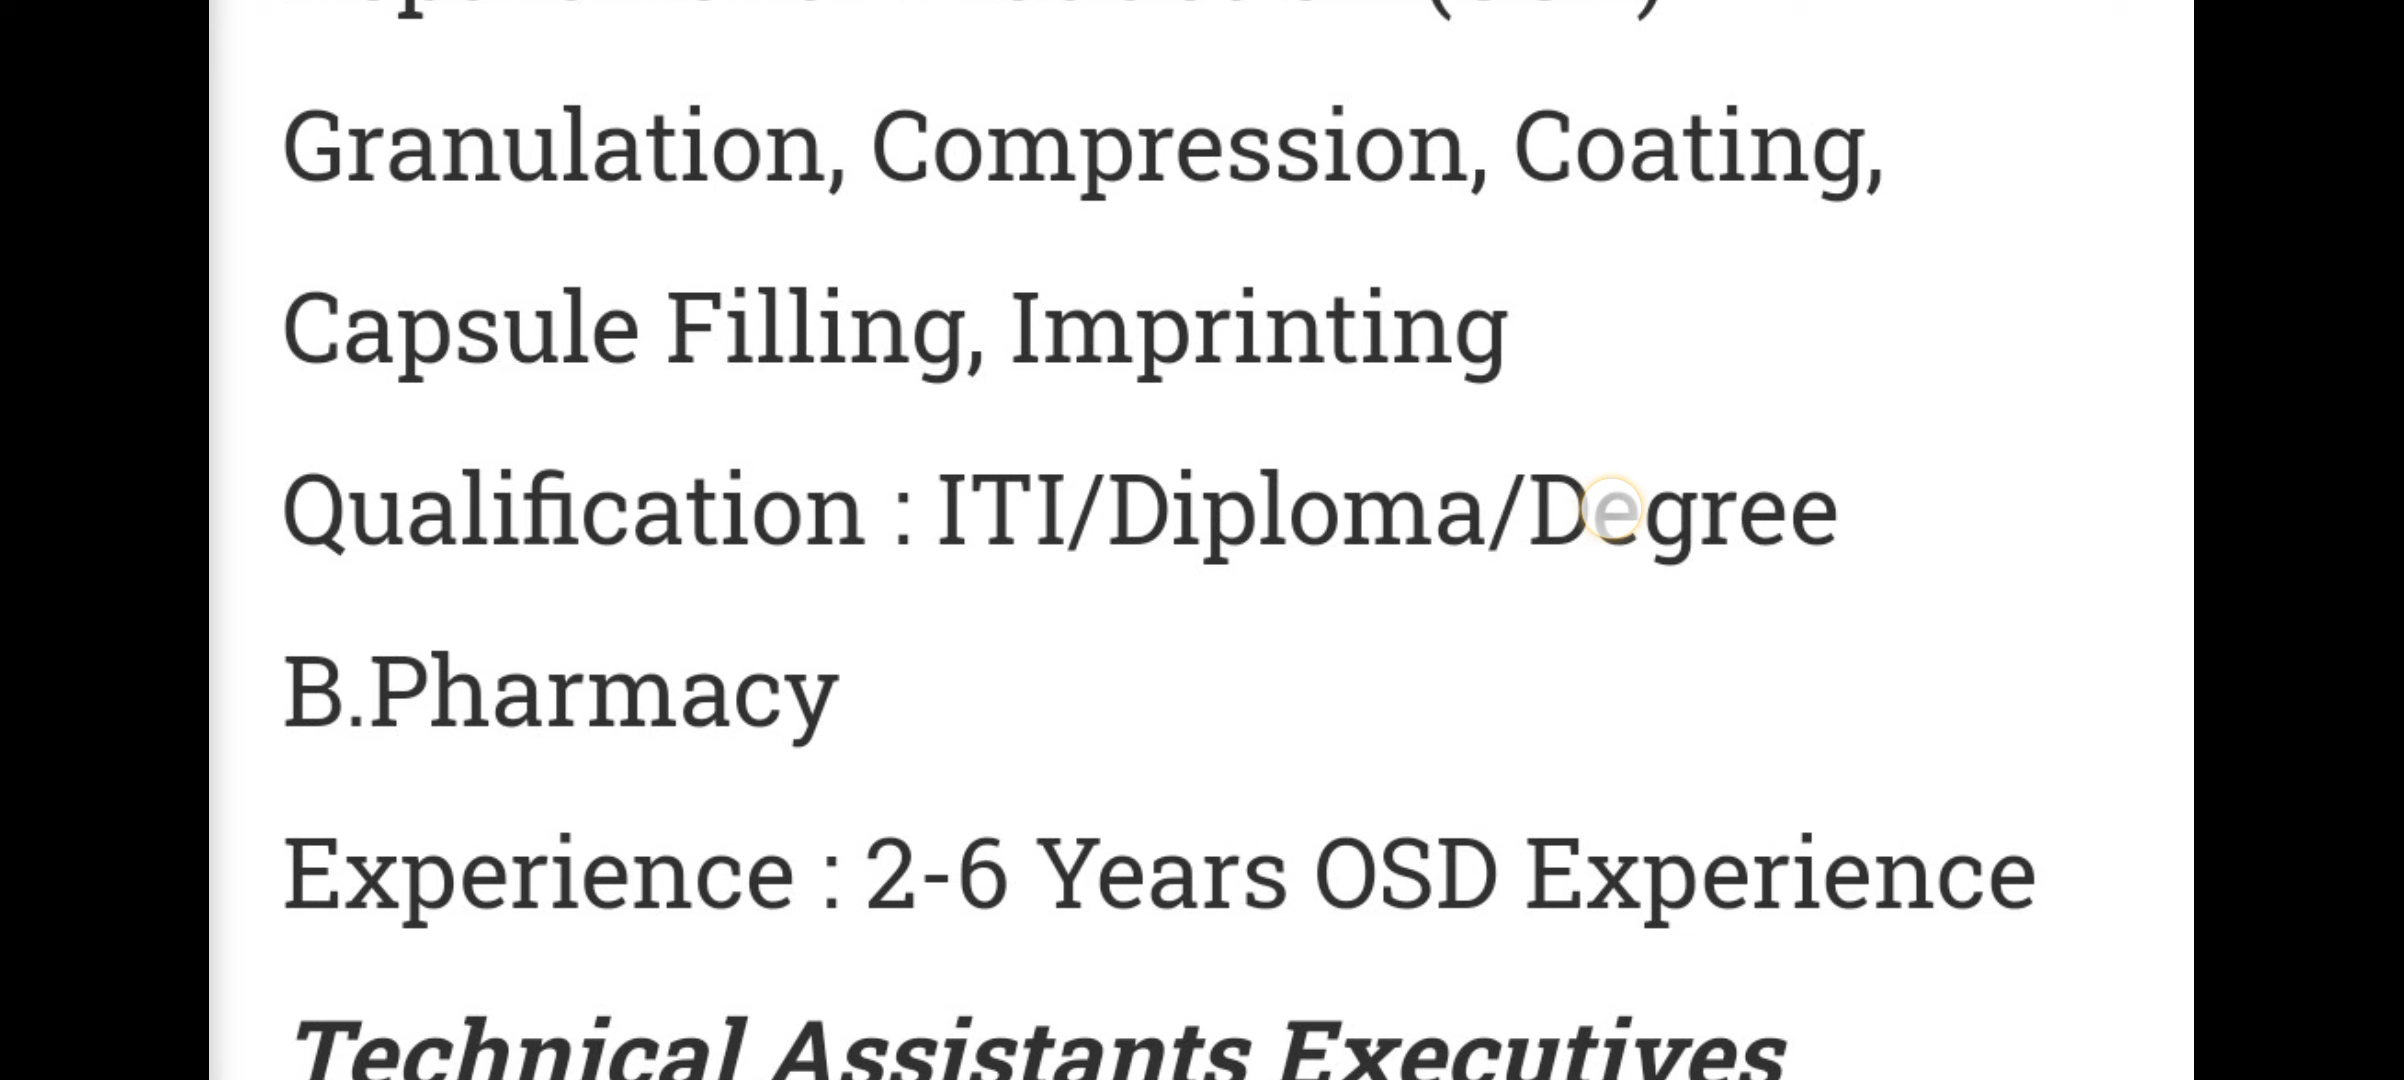 Granulation, Compression, Coating,
Capsule Filling, Imprinting
Qualification : ITI/Diploma/Degree
B.Pharmacy
Experience : 2-6 Years OSD Experience
Technical Assistants Executives